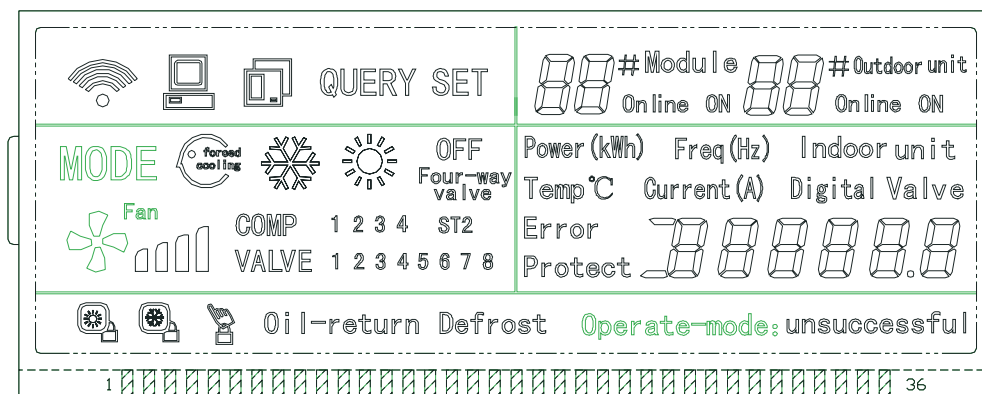 QUERY SET
# Module # Outdoor unit
Online ON Online ON
MODE forced cooling OFF
Four-way valve
Power(kWh) Freq(Hz) Indoor unit
Temp℃ Current(A) Digital Valve
Fan
COMP 1 2 3 4 ST2
VALVE 1 2 3 4 5 6 7 8
Error
Protect
Oil-return Defrost Operate-mode: unsuccessful
1 36